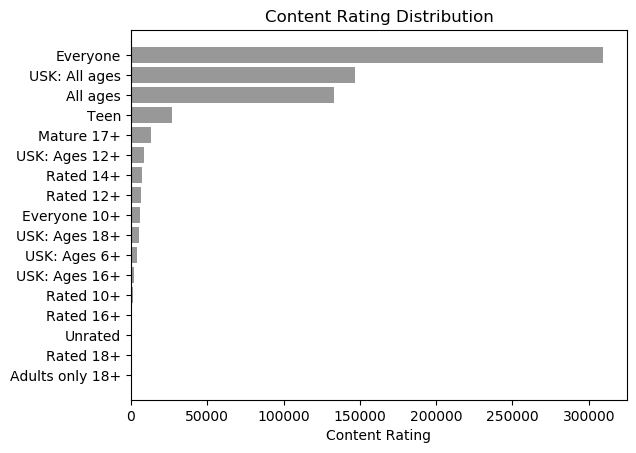 Content Rating Distribution
Everyone
USK: All ages
All ages
Teen
Mature 17+
USK: Ages 12+
Rated 14+
Rated 12+
Everyone 10+
USK: Ages 18+
USK: Ages 6+
USK: Ages 16+
Rated 10+
Rated 16+
Unrated
Rated 18+
Adults only 18+
0 50000 100000 150000 200000 250000 300000
Content Rating